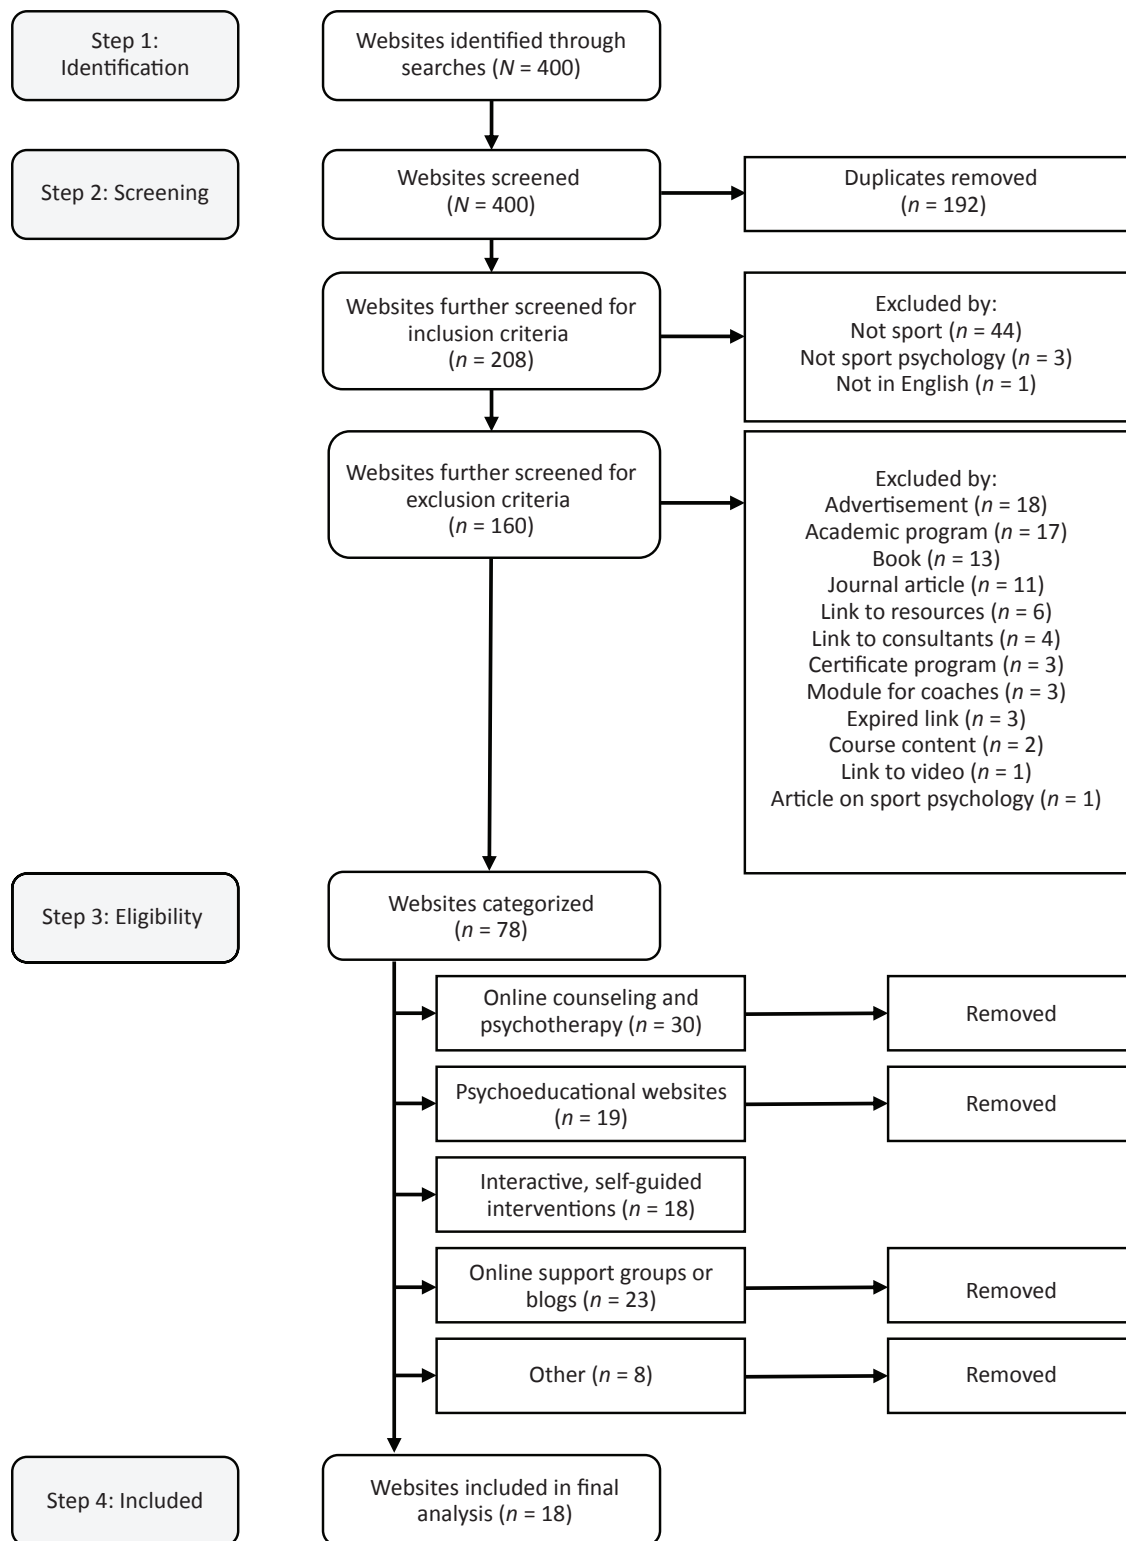 Step 1:
Identification
Websites identified through
searches (N = 400)
Step 2: Screening
Websites screened
(N = 400)
Duplicates removed
(n = 192)
Websites further screened for
inclusion criteria
(n = 208)
Excluded by:
Not sport (n = 44)
Not sport psychology (n = 3)
Not in English (n = 1)
Websites further screened for
exclusion criteria
(n = 160)
Excluded by:
Advertisement (n = 18)
Academic program (n = 17)
Book (n = 13)
Journal article (n = 11)
Link to resources (n = 6)
Link to consultants (n = 4)
Certificate program (n = 3)
Module for coaches (n = 3)
Expired link (n = 3)
Course content (n = 2)
Link to video (n = 1)
Article on sport psychology (n = 1)
Step 3: Eligibility
Websites categorized
(n = 78)
Online counseling and
psychotherapy (n = 30)
Removed
Psychoeducational websites
(n = 19)
Removed
Interactive, self-guided
interventions (n = 18)
Online support groups or
blogs (n = 23)
Removed
Other (n = 8)
Removed
Step 4: Included
Websites included in final
analysis (n = 18)